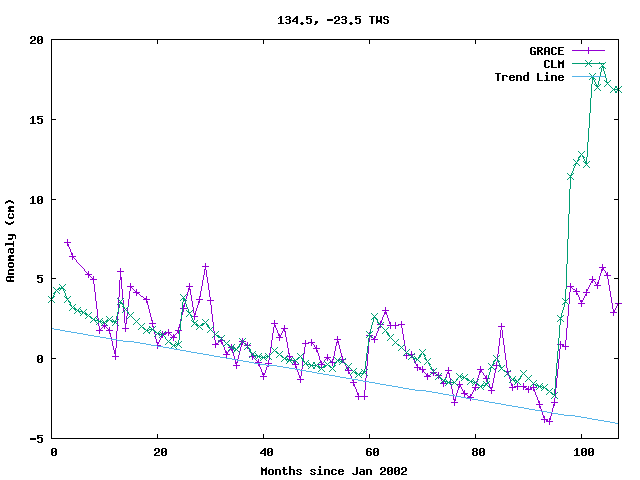 134.5, -23.5 TWS
GRACE
CLM
Trend Line
20
15
10
5
0
-5
Anomaly (cm)
0 20 40 60 80 100
Months since Jan 2002